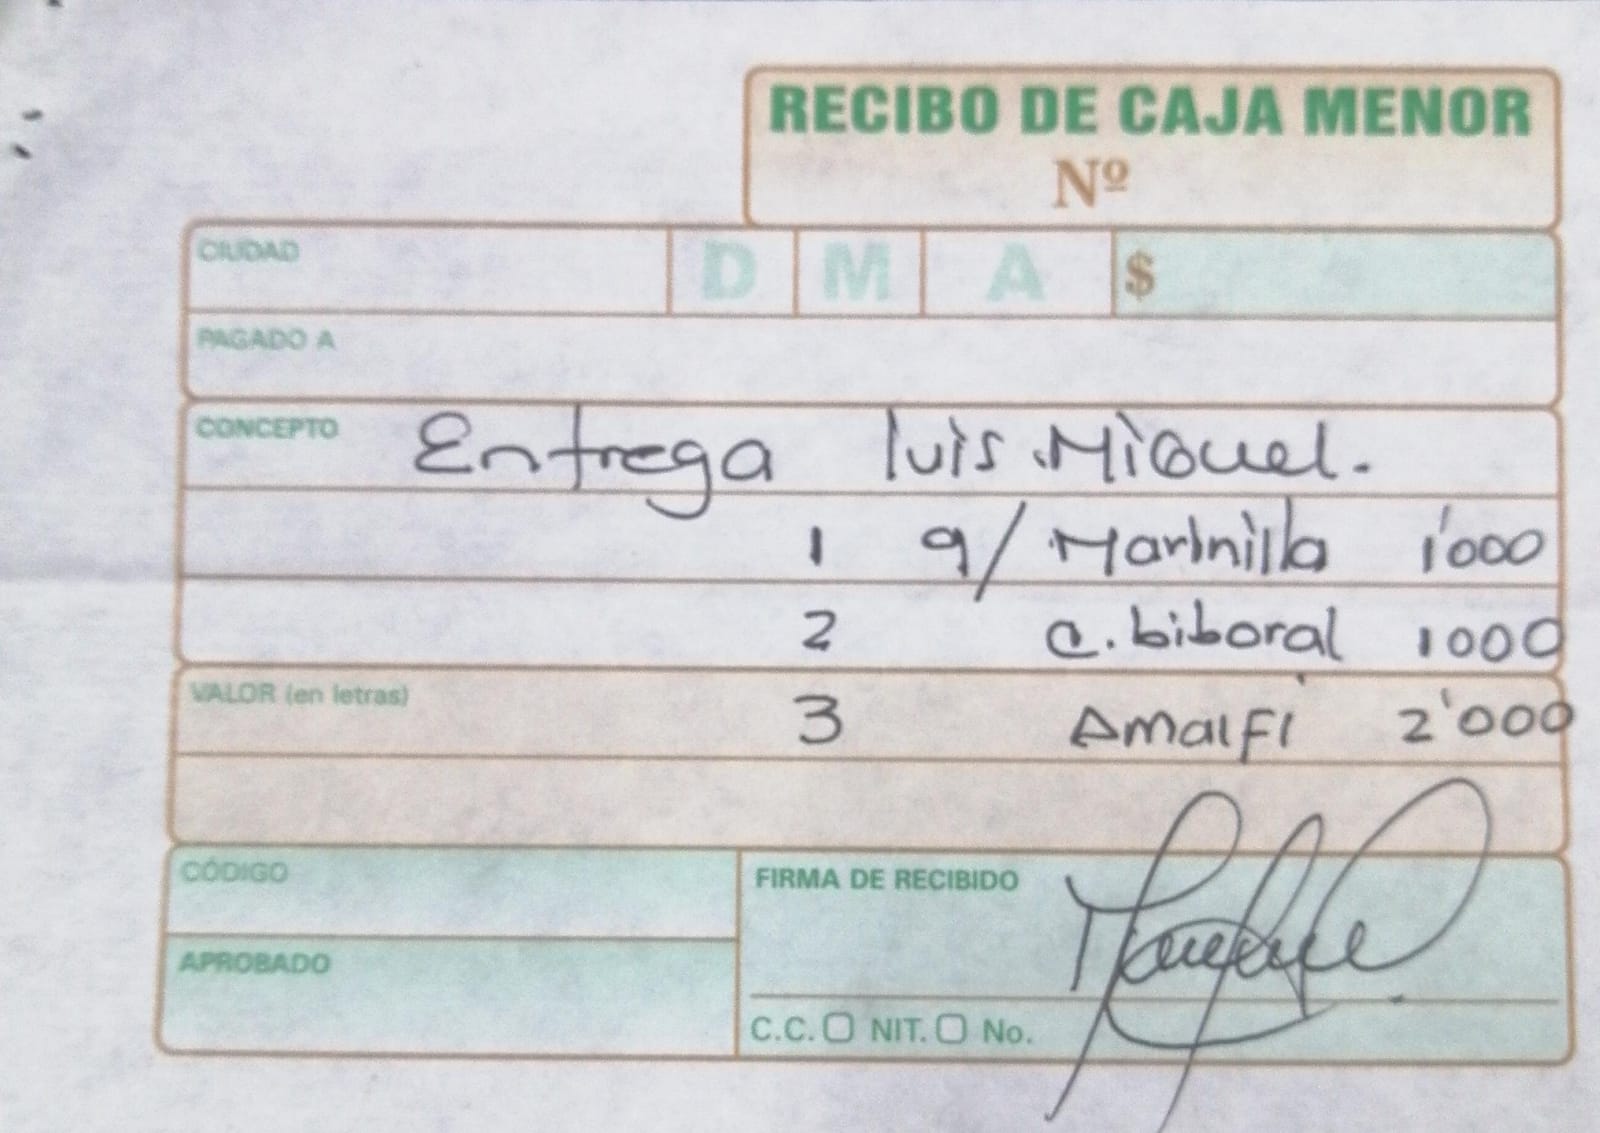 RECIBO DE CAJA MENOR
Nº
CIUDAD D M A $
PAGADO A
CONCEPTO Entrega luis Miguel.
1 9/ Marinilla 1'000
2 C. biboral 1000
VALOR (en letras) 3 Amalfi 2'000
CÓDIGO
FIRMA DE RECIBIDO
APROBADO
C.C. NIT. No.